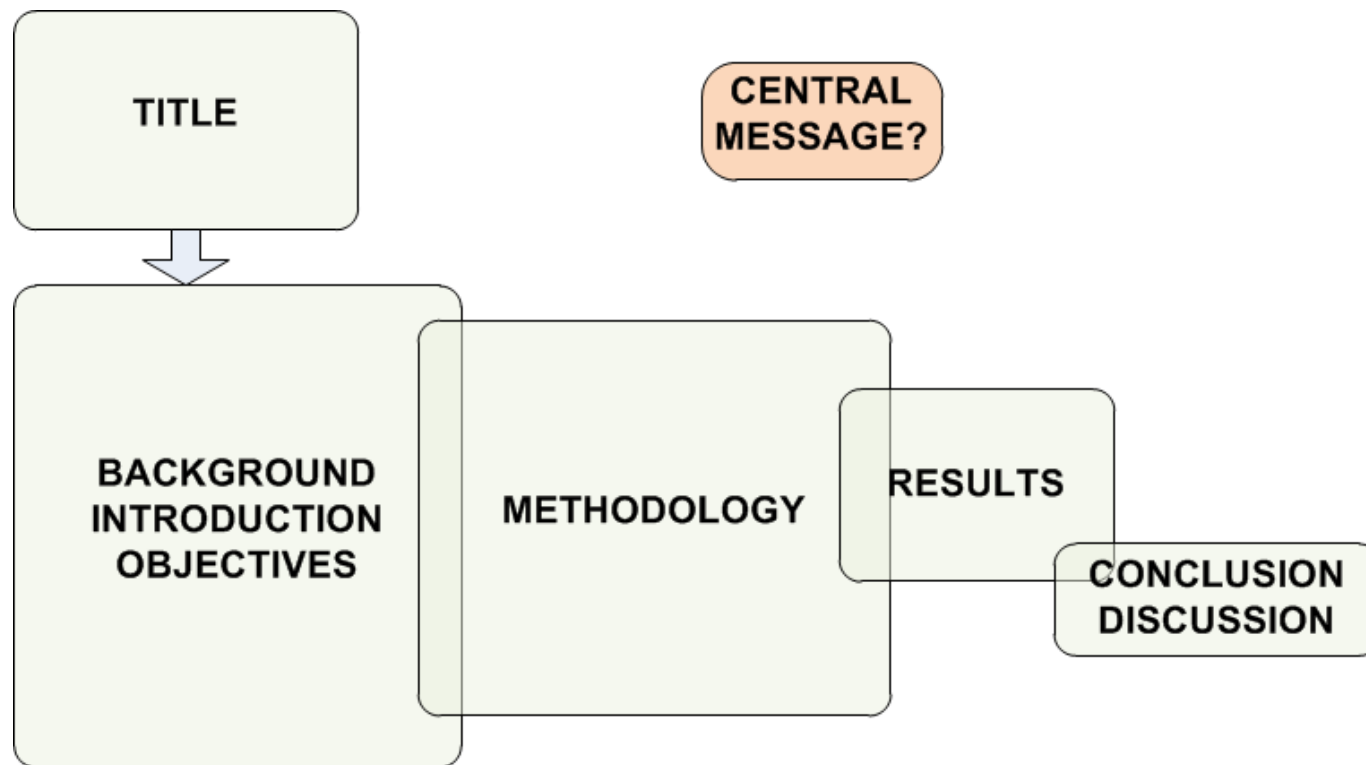 TITLE
CENTRAL
MESSAGE?
BACKGROUND
INTRODUCTION
OBJECTIVES
METHODOLOGY
RESULTS
CONCLUSION
DISCUSSION